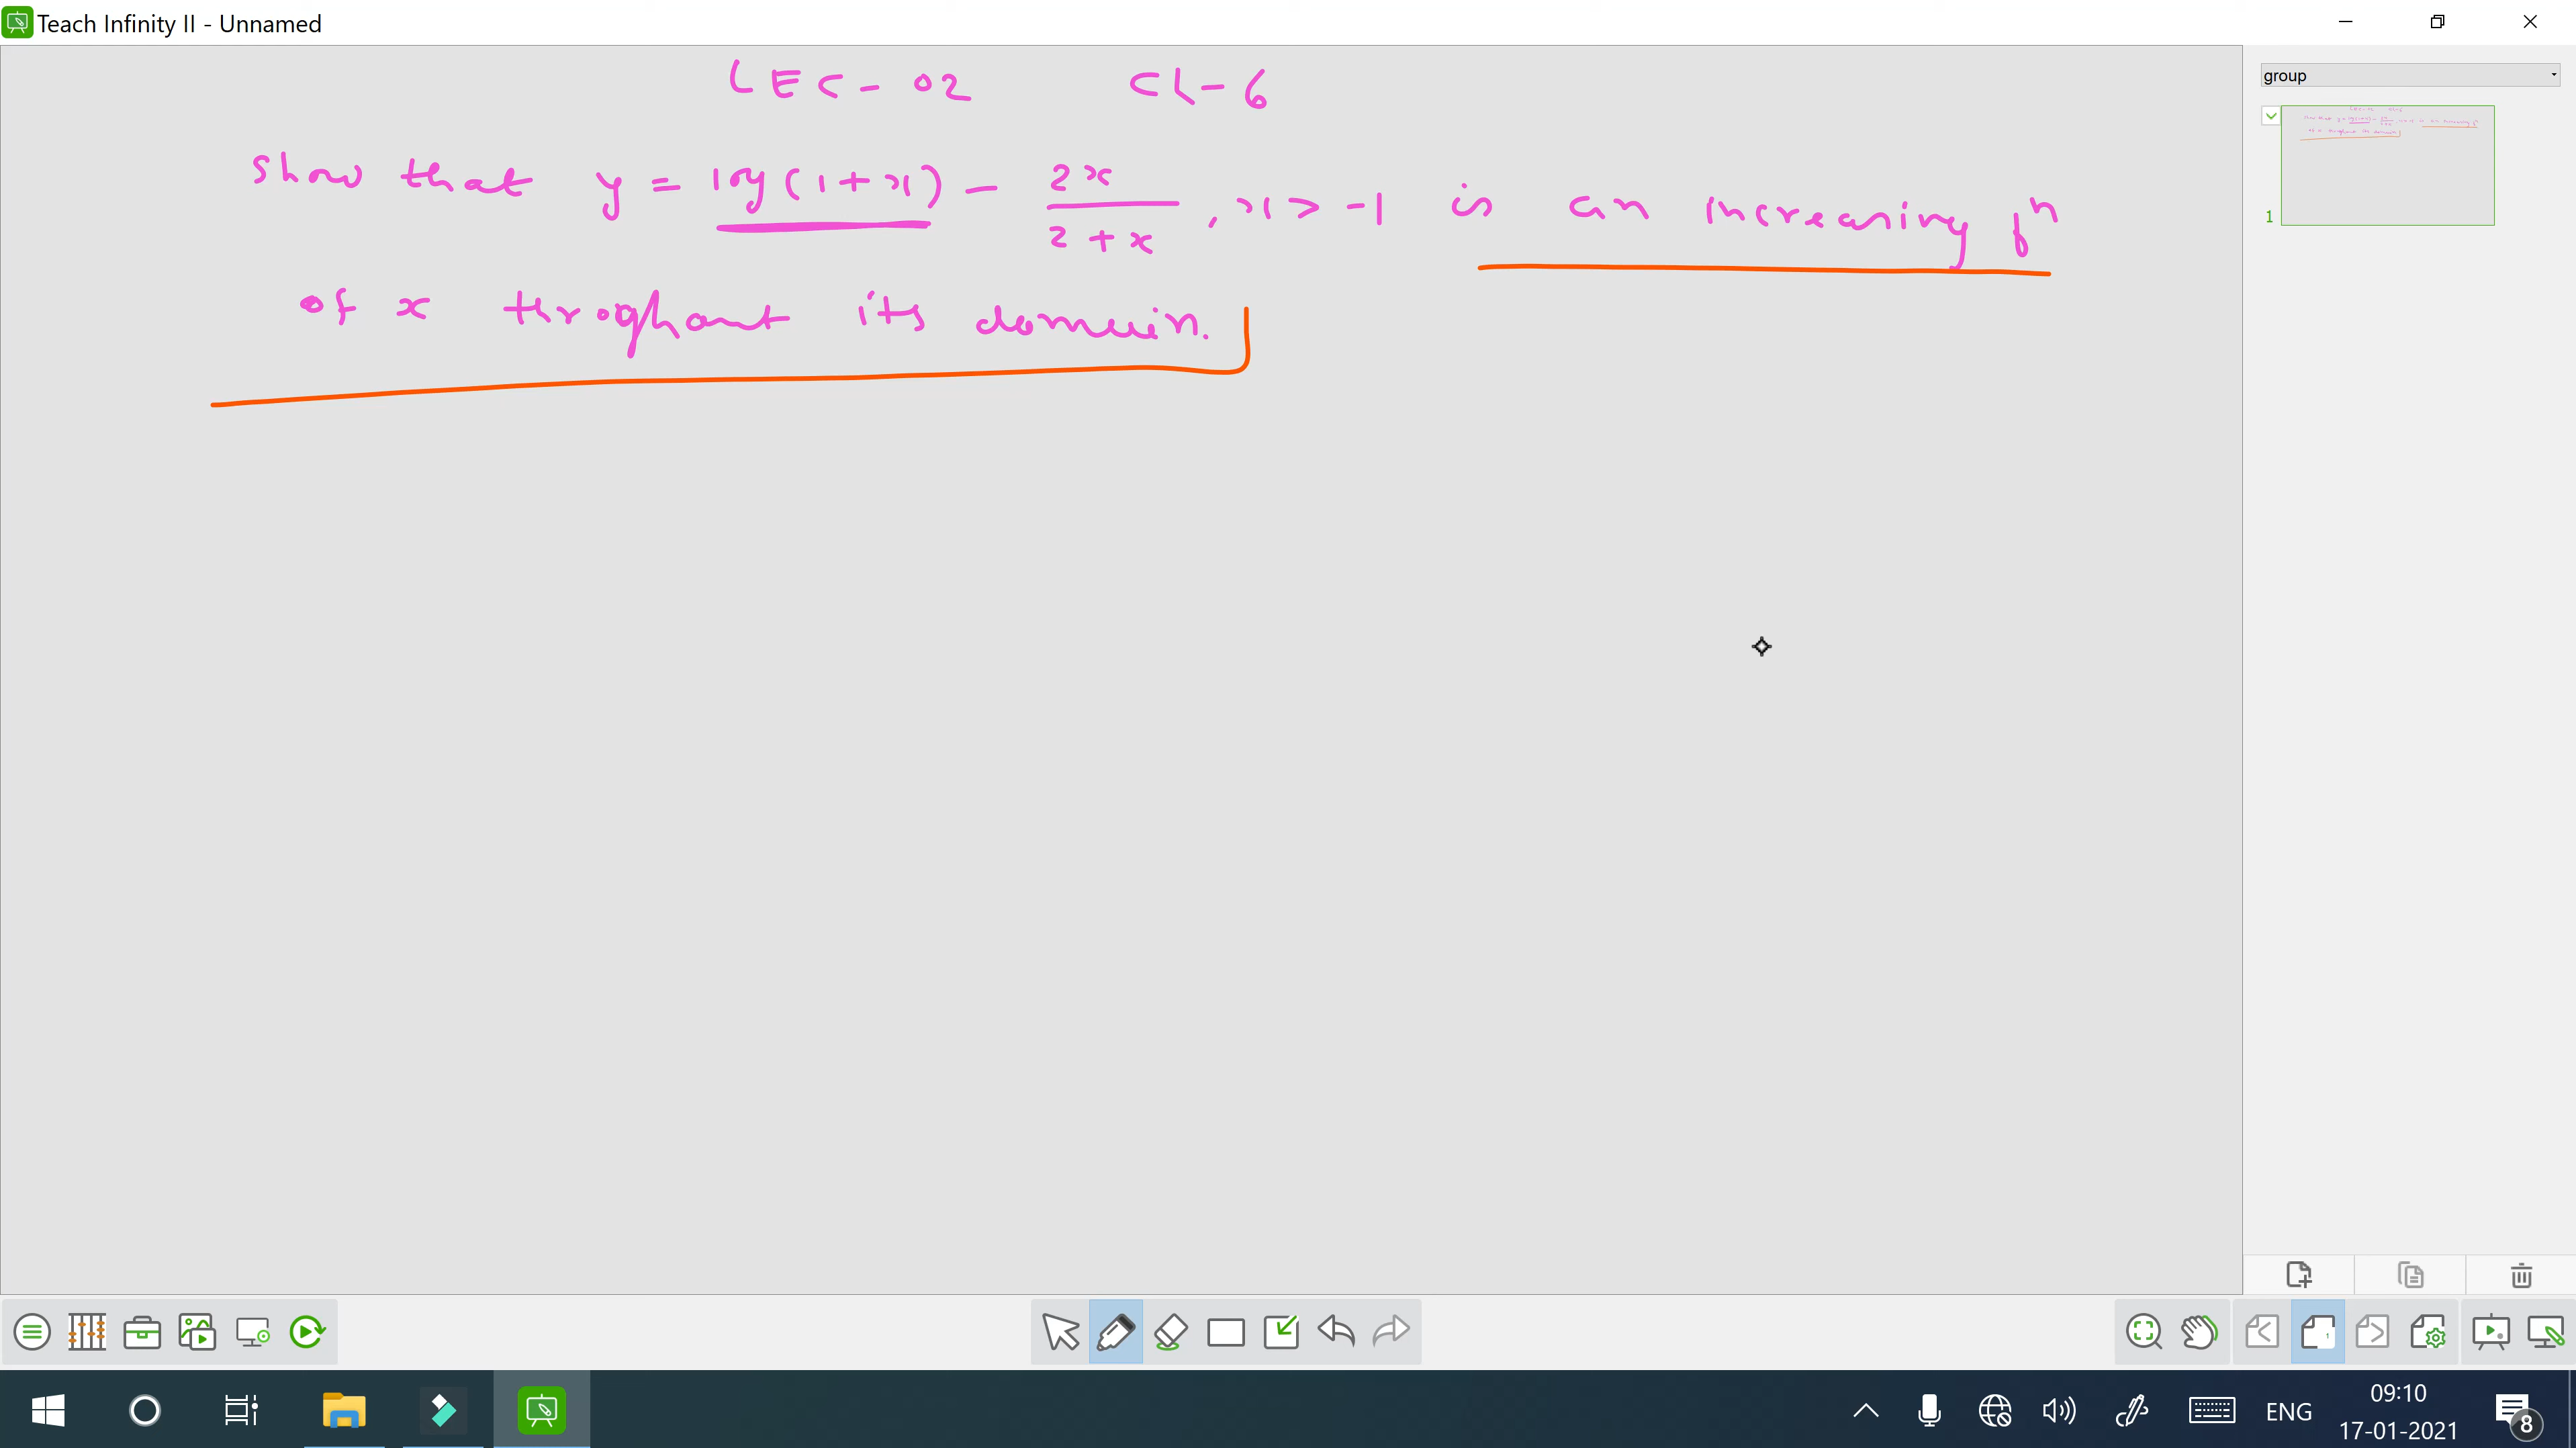 Teach Infinity II - Unnamed
group
LEC - 02 CL - 6
show that y = log(1+x) - 2x / 2+x , x > -1 is an increasing fn
of x throghout its domain.
1
ENG
09:10
17-01-2021
8